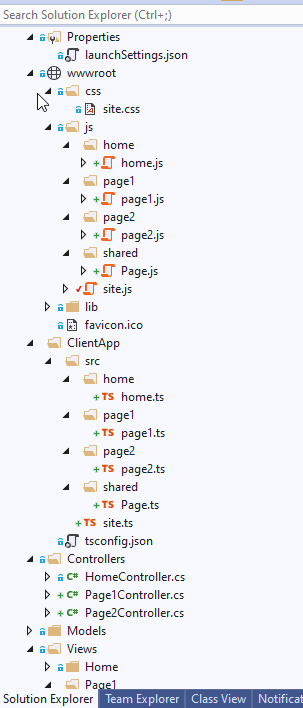 Search Solution Explorer (Ctrl+;)
Properties
launchSettings.json
wwwroot
css
site.css
js
home
home.js
page1
page1.js
page2
page2.js
shared
Page.js
site.js
lib
favicon.ico
ClientApp
src
home
TS home.ts
page1
TS page1.ts
page2
TS page2.ts
shared
TS Page.ts
TS site.ts
tsconfig.json
Controllers
C# HomeController.cs
C# Page1Controller.cs
C# Page2Controller.cs
Models
Views
Home
Page1
Solution Explorer Team Explorer Class View Notificat